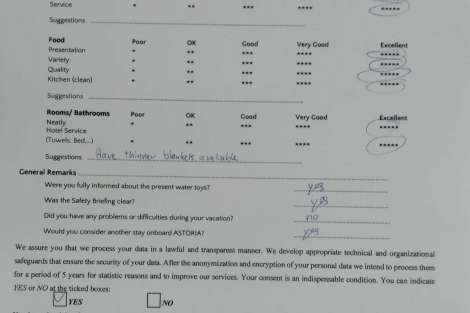 Service * ** *** **** *****
Suggestions
Food Poor OK Good Very Good Excellent
Presentation * ** *** **** *****
Variety * ** *** **** *****
Quality * ** *** **** *****
Kitchen (clean) * ** *** **** *****
Suggestions
Rooms/ Bathrooms Poor OK Good Very Good Excellent
Neatly * ** *** **** *****
Hotel Service
(Towels, Bed,...) * ** *** **** *****
Suggestions Have thinner blankets available
General Remarks
Were you fully informed about the present water toys? yes
Was the Safety Briefing clear? yes
Did you have any problems or difficulties during your vacation? no
Would you consider another stay onboard ASTORIA? yes
We assure you that we process your data in a lawful and transparent manner. We develop appropriate technical and organizational
safeguards that ensure the security of your data. After the anonymization and encryption of your personal data we intend to process them
for a period of 5 years for statistic reasons and to improve our services. Your consent is an indispensable condition. You can indicate
YES or NO at the ticked boxes:
YES NO